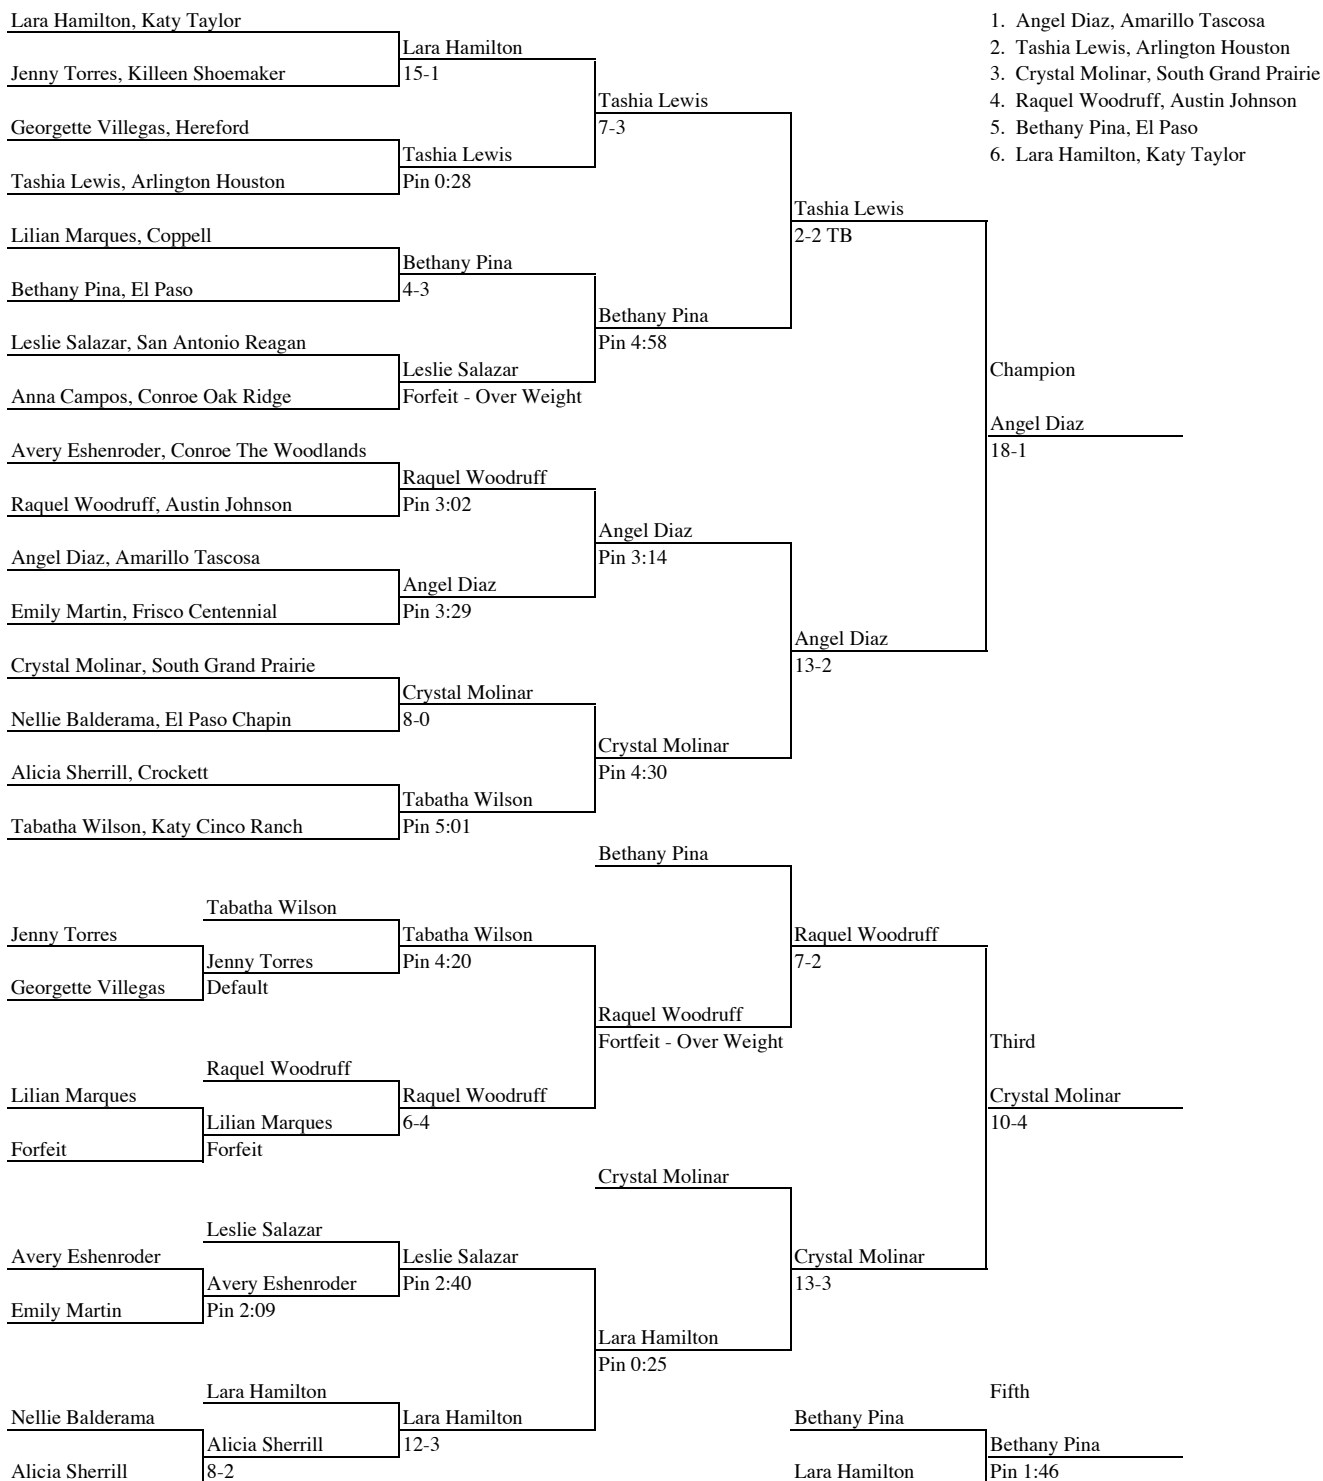 Lara Hamilton, Katy Taylor
1. Angel Diaz, Amarillo Tascosa
Lara Hamilton
2. Tashia Lewis, Arlington Houston
Jenny Torres, Killeen Shoemaker
15-1
3. Crystal Molinar, South Grand Prairie
Tashia Lewis
4. Raquel Woodruff, Austin Johnson
Georgette Villegas, Hereford
7-3
5. Bethany Pina, El Paso
Tashia Lewis
6. Lara Hamilton, Katy Taylor
Tashia Lewis, Arlington Houston
Pin 0:28
Tashia Lewis
Lilian Marques, Coppell
2-2 TB
Bethany Pina
Bethany Pina, El Paso
4-3
Bethany Pina
Leslie Salazar, San Antonio Reagan
Pin 4:58
Leslie Salazar
Champion
Anna Campos, Conroe Oak Ridge
Forfeit - Over Weight
Angel Diaz
Avery Eshenroder, Conroe The Woodlands
18-1
Raquel Woodruff
Raquel Woodruff, Austin Johnson
Pin 3:02
Angel Diaz
Angel Diaz, Amarillo Tascosa
Pin 3:14
Angel Diaz
Emily Martin, Frisco Centennial
Pin 3:29
Angel Diaz
Crystal Molinar, South Grand Prairie
13-2
Crystal Molinar
Nellie Balderama, El Paso Chapin
8-0
Crystal Molinar
Alicia Sherrill, Crockett
Pin 4:30
Tabatha Wilson
Tabatha Wilson, Katy Cinco Ranch
Pin 5:01
Bethany Pina
Tabatha Wilson
Jenny Torres
Tabatha Wilson
Raquel Woodruff
Jenny Torres
Pin 4:20
7-2
Georgette Villegas
Default
Raquel Woodruff
Fortfeit - Over Weight
Third
Raquel Woodruff
Lilian Marques
Raquel Woodruff
Crystal Molinar
Lilian Marques
6-4
10-4
Forfeit
Forfeit
Crystal Molinar
Leslie Salazar
Avery Eshenroder
Leslie Salazar
Crystal Molinar
Avery Eshenroder
Pin 2:40
13-3
Emily Martin
Pin 2:09
Lara Hamilton
Pin 0:25
Lara Hamilton
Fifth
Nellie Balderama
Lara Hamilton
Bethany Pina
Alicia Sherrill
12-3
Bethany Pina
Alicia Sherrill
8-2
Lara Hamilton
Pin 1:46